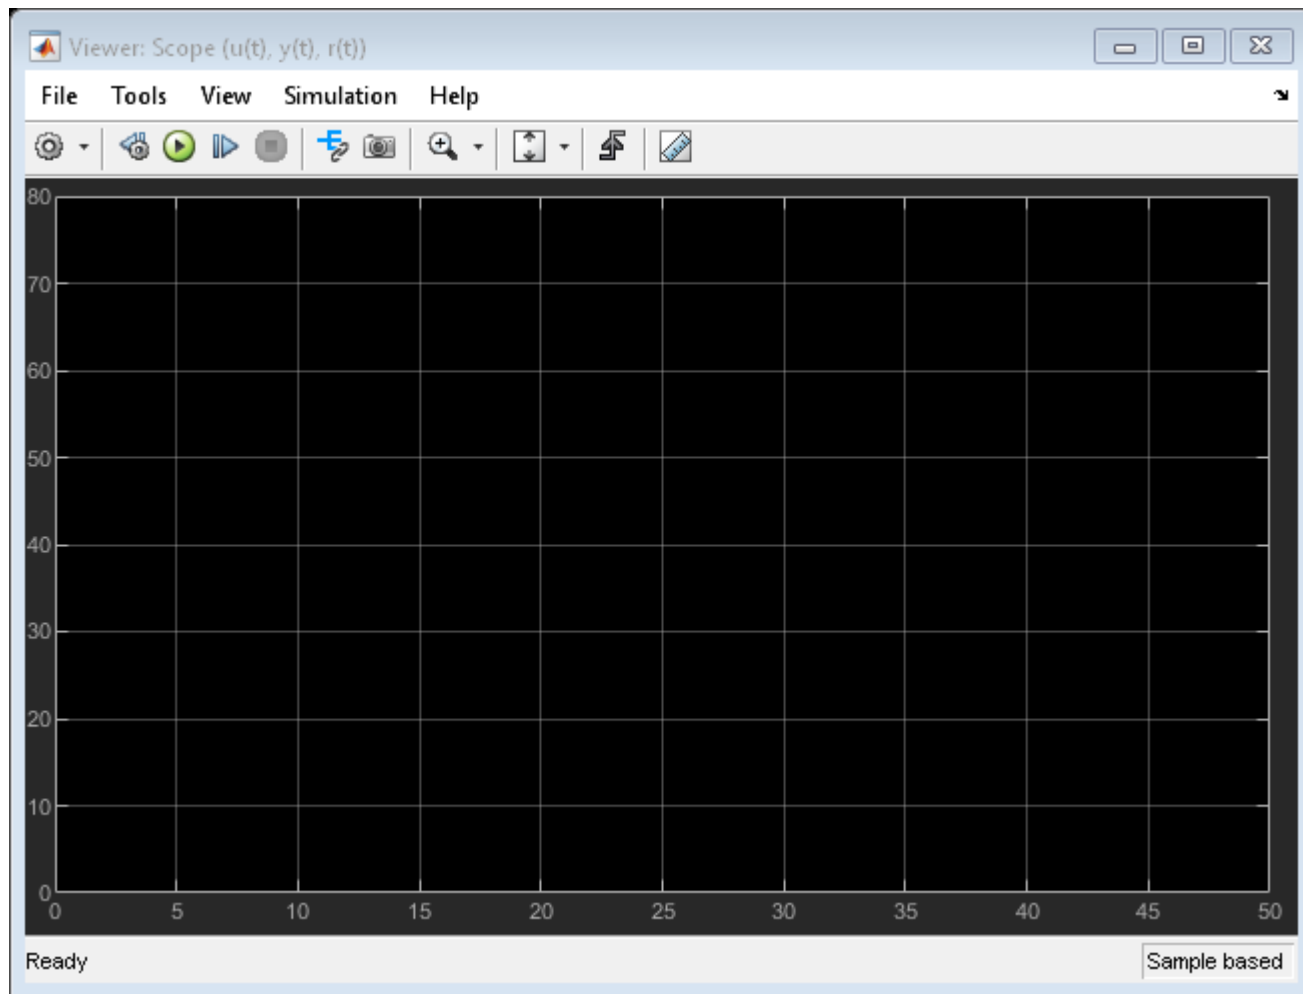 Viewer: Scope (u(t), y(t), r(t))
File Tools View Simulation Help
80
70
60
50
40
30
20
10
0
0 5 10 15 20 25 30 35 40 45 50
Ready Sample based